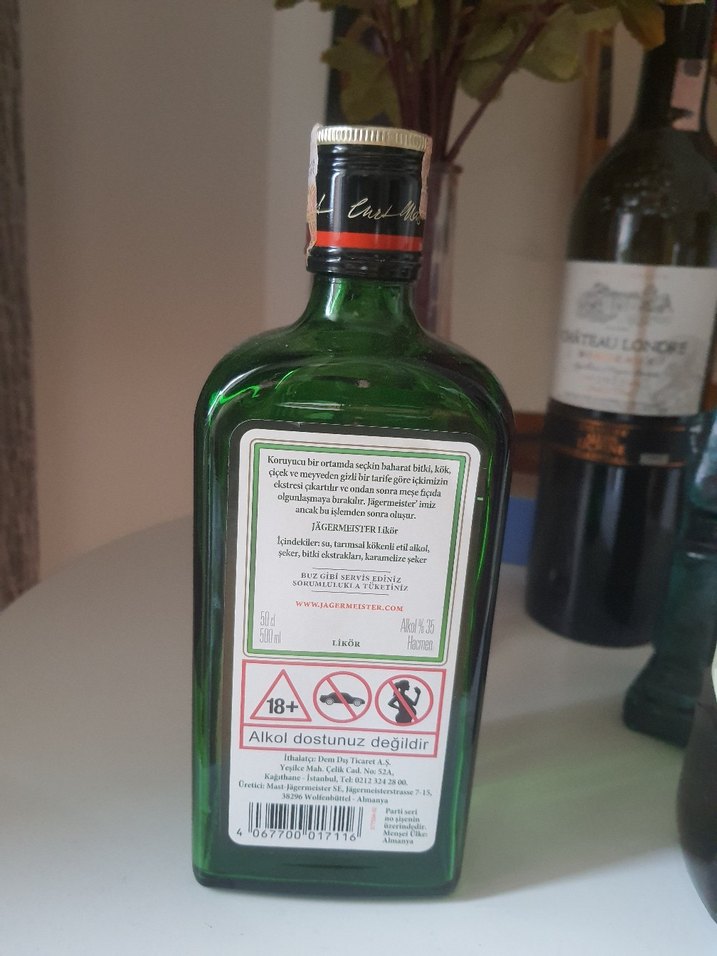 Curt Mas
Koruyucu bir ortamda seçkin baharat bitki, kök,
çiçek ve meyveden gizli bir tarife göre içkimizin
ekstresi çıkartılır ve ondan sonra meşe fıçıda
olgunlaşmaya bırakılır. Jägermeister' imiz
ancak bu işlemden sonra oluşur.
JÄGERMEISTER Likör
İçindekiler: su, tarımsal kökenli etil alkol,
şeker, bitki ekstrakları, karamelize şeker
BUZ GİBİ SERVİS EDİNİZ
SORUMLULUKLA TÜKETİNİZ
WWW.JAGERMEISTER.COM
50 cl
500 ml
Alkol % 35
Hacmen
LİKÖR
18+
Alkol dostunuz değildir
İthalatçı: Dem Dış Ticaret A.Ş.
Yeşilce Mah. Çelik Cad. No: 52A,
Kağıthane - İstanbul, Tel: 0212 324 28 00.
Üretici: Mast-Jägermeister SE, Jägermeisterstrasse 7-15,
38296 Wolfenbüttel - Almanya
4 067700 017116
Parti seri
no şişenin
üzerindedir.
Menşei Ülke:
Almanya
CHÂTEAU LONDRE